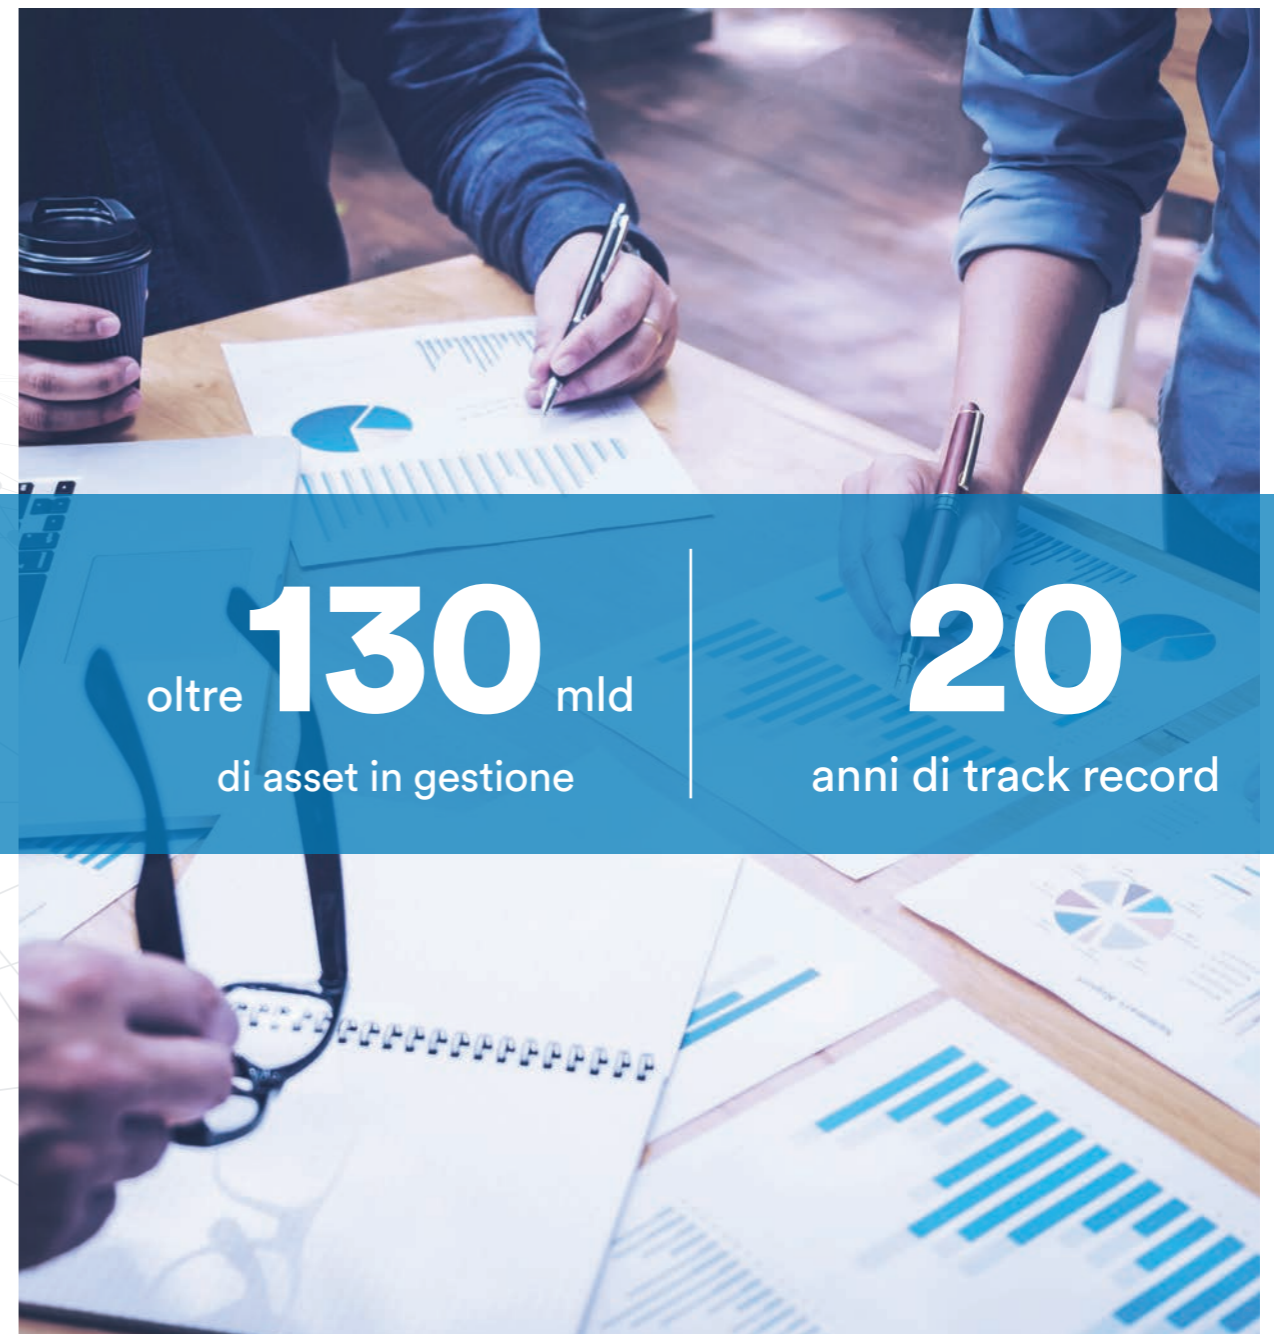 oltre 130 mld
di asset in gestione
20
anni di track record